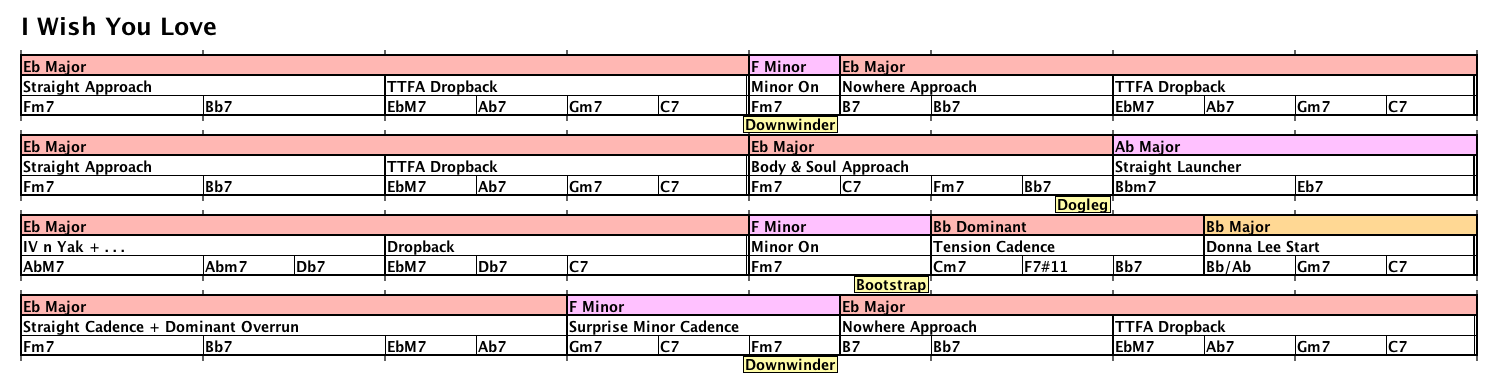 I Wish You Love
Eb Major F Minor Eb Major
Straight Approach TTFA Dropback Minor On Nowhere Approach TTFA Dropback
Fm7 Bb7 EbM7 Ab7 Gm7 C7 Fm7 B7 Bb7 EbM7 Ab7 Gm7 C7
Downwinder
Eb Major Eb Major Ab Major
Straight Approach TTFA Dropback Body & Soul Approach Straight Launcher
Fm7 Bb7 EbM7 Ab7 Gm7 C7 Fm7 C7 Fm7 Bb7 Bbm7 Eb7
Dogleg
Eb Major F Minor Bb Dominant Bb Major
IV n Yak + . . . Dropback Minor On Tension Cadence Donna Lee Start
AbM7 Abm7 Db7 EbM7 Db7 C7 Fm7 Cm7 F7#11 Bb7 Bb/Ab Gm7 C7
Bootstrap
Eb Major F Minor Eb Major
Straight Cadence + Dominant Overrun Surprise Minor Cadence Nowhere Approach TTFA Dropback
Fm7 Bb7 EbM7 Ab7 Gm7 C7 Fm7 B7 Bb7 EbM7 Ab7 Gm7 C7
Downwinder